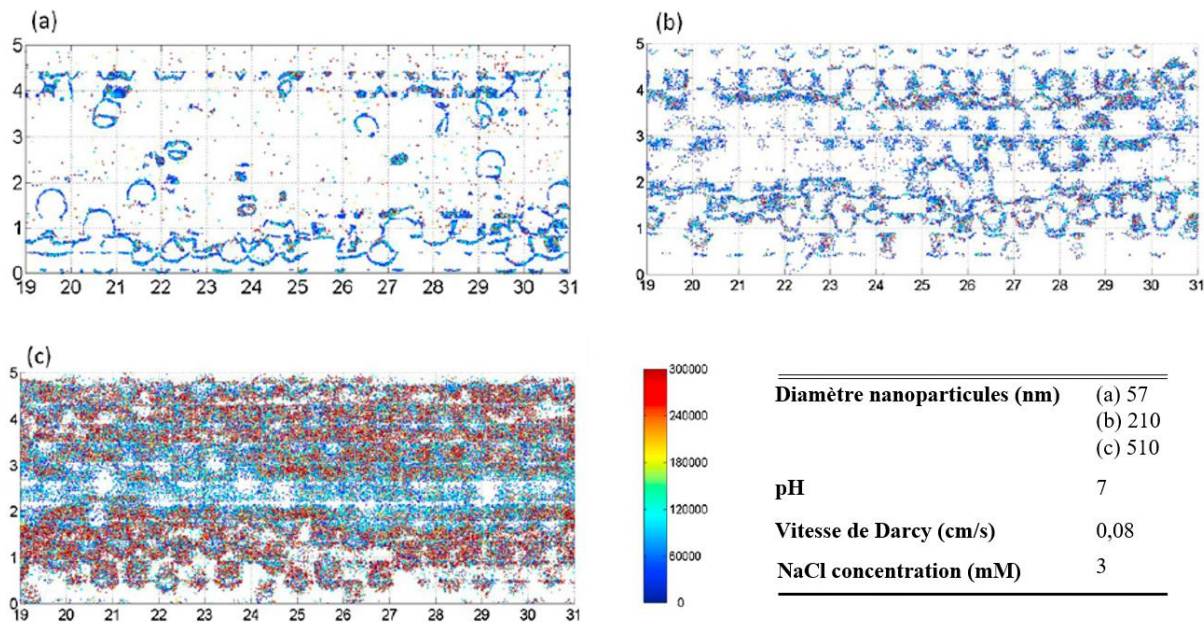 (a)
5
4
3
2
1
0
19 20 21 22 23 24 25 26 27 28 29 30 31
(b)
5
4
3
2
1
0
19 20 21 22 23 24 25 26 27 28 29 30 31
(c)
5
4
3
2
1
0
19 20 21 22 23 24 25 26 27 28 29 30 31
300000
240000
180000
120000
60000
0
Diamètre nanoparticules (nm) (a) 57
(b) 210
(c) 510
pH 7
Vitesse de Darcy (cm/s) 0,08
NaCl concentration (mM) 3